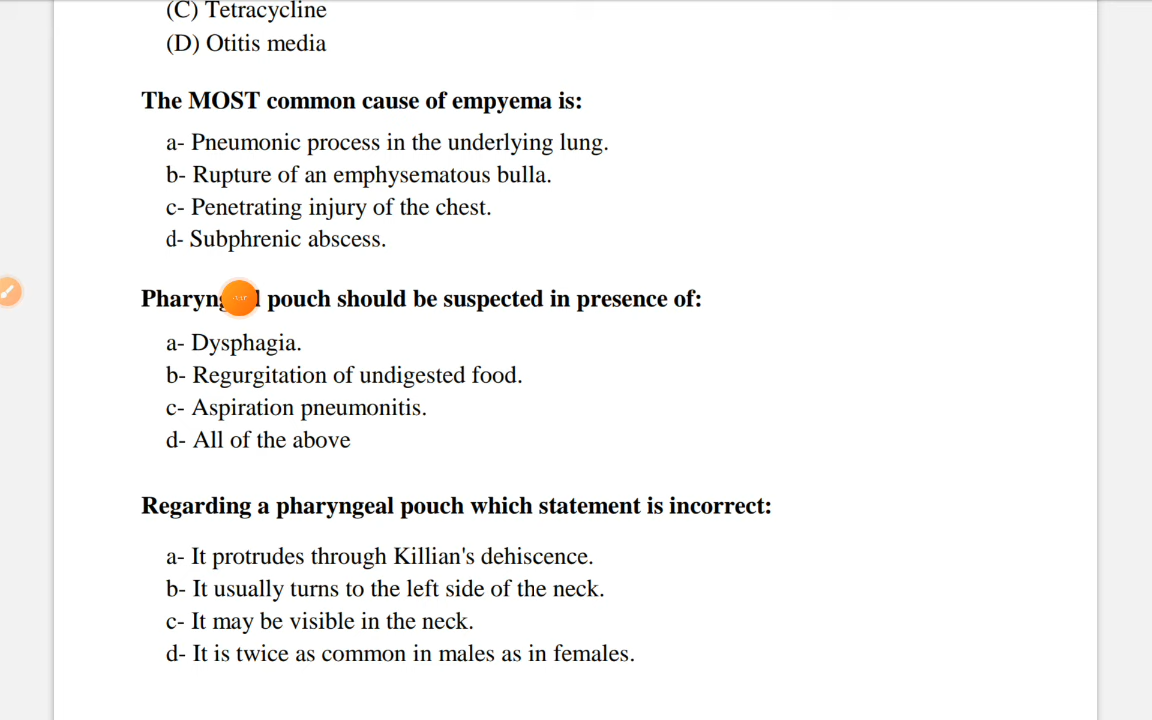 (C) Tetracycline
(D) Otitis media
The MOST common cause of empyema is:
a- Pneumonic process in the underlying lung.
b- Rupture of an emphysematous bulla.
c- Penetrating injury of the chest.
d- Subphrenic abscess.
pouch should be suspected in presence of:
a- Dysphagia.
b- Regurgitation of undigested food.
c- Aspiration pneumonitis.
d- All of the above
Regarding a pharyngeal pouch which statement is incorrect:
a- It protrudes through Killian's dehiscence.
b- It usually turns to the left side of the neck.
c- It may be visible in the neck.
d- It is twice as common in males as in females.